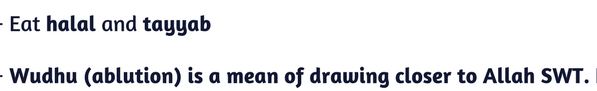 - Eat halal and tayyab
- Wudhu (ablution) is a mean of drawing closer to Allah SWT.